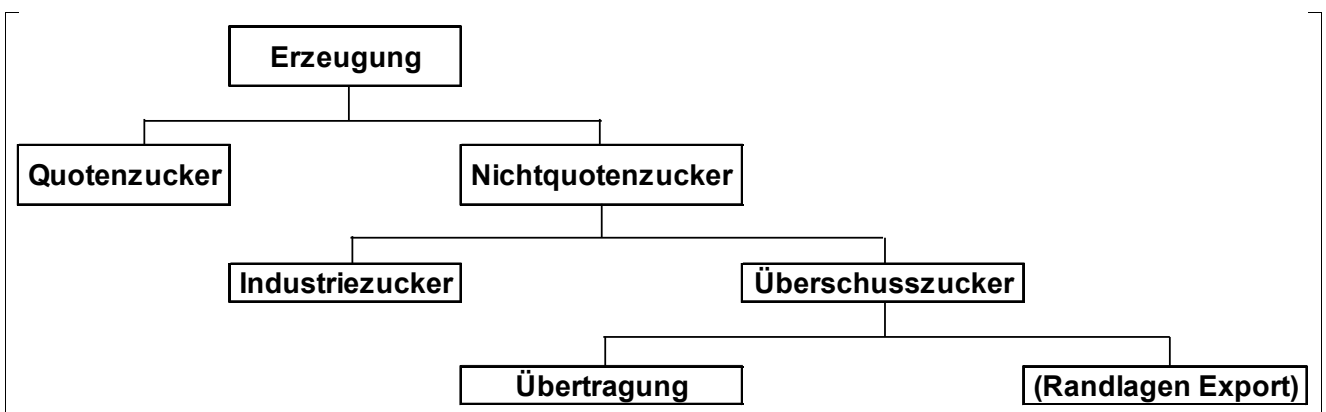 Erzeugung
Quotenzucker
Nichtquotenzucker
Industriezucker
Überschusszucker
Übertragung
(Randlagen Export)